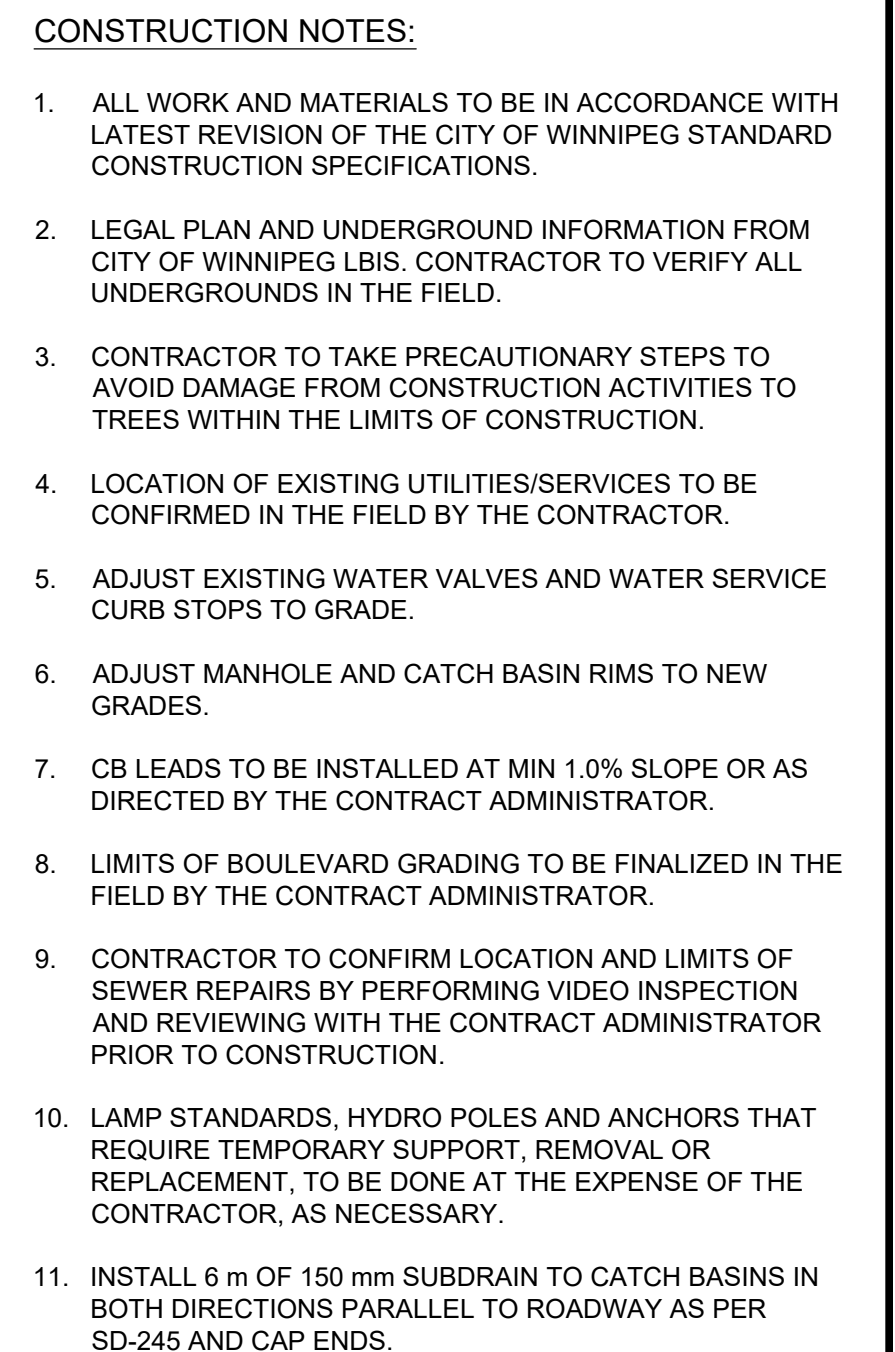 CONSTRUCTION NOTES:
1. ALL WORK AND MATERIALS TO BE IN ACCORDANCE WITH
LATEST REVISION OF THE CITY OF WINNIPEG STANDARD
CONSTRUCTION SPECIFICATIONS.
2. LEGAL PLAN AND UNDERGROUND INFORMATION FROM
CITY OF WINNIPEG LBIS. CONTRACTOR TO VERIFY ALL
UNDERGROUNDS IN THE FIELD.
3. CONTRACTOR TO TAKE PRECAUTIONARY STEPS TO
AVOID DAMAGE FROM CONSTRUCTION ACTIVITIES TO
TREES WITHIN THE LIMITS OF CONSTRUCTION.
4. LOCATION OF EXISTING UTILITIES/SERVICES TO BE
CONFIRMED IN THE FIELD BY THE CONTRACTOR.
5. ADJUST EXISTING WATER VALVES AND WATER SERVICE
CURB STOPS TO GRADE.
6. ADJUST MANHOLE AND CATCH BASIN RIMS TO NEW
GRADES.
7. CB LEADS TO BE INSTALLED AT MIN 1.0% SLOPE OR AS
DIRECTED BY THE CONTRACT ADMINISTRATOR.
8. LIMITS OF BOULEVARD GRADING TO BE FINALIZED IN THE
FIELD BY THE CONTRACT ADMINISTRATOR.
9. CONTRACTOR TO CONFIRM LOCATION AND LIMITS OF
SEWER REPAIRS BY PERFORMING VIDEO INSPECTION
AND REVIEWING WITH THE CONTRACT ADMINISTRATOR
PRIOR TO CONSTRUCTION.
10. LAMP STANDARDS, HYDRO POLES AND ANCHORS THAT
REQUIRE TEMPORARY SUPPORT, REMOVAL OR
REPLACEMENT, TO BE DONE AT THE EXPENSE OF THE
CONTRACTOR, AS NECESSARY.
11. INSTALL 6 m OF 150 mm SUBDRAIN TO CATCH BASINS IN
BOTH DIRECTIONS PARALLEL TO ROADWAY AS PER
SD-245 AND CAP ENDS.